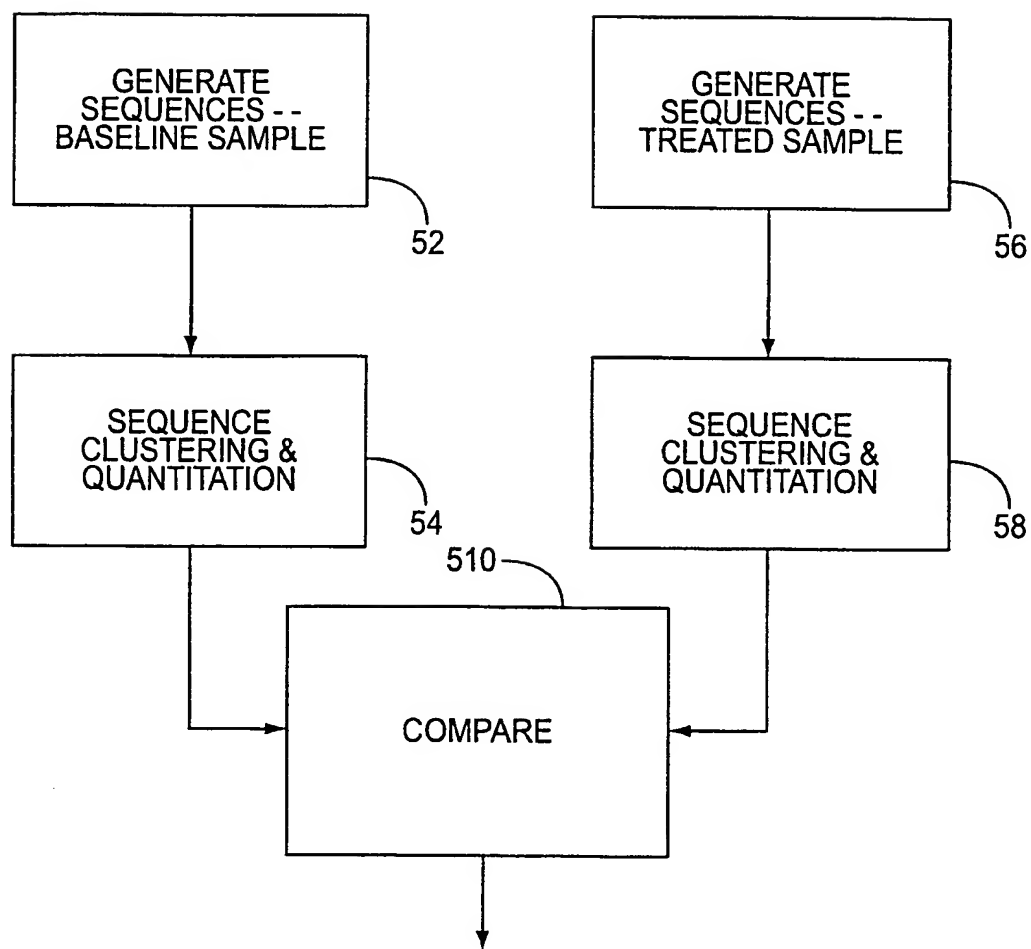 GENERATE
SEQUENCES - -
BASELINE SAMPLE
52
GENERATE
SEQUENCES - -
TREATED SAMPLE
56
SEQUENCE
CLUSTERING &
QUANTITATION
54
SEQUENCE
CLUSTERING &
QUANTITATION
58
510
COMPARE